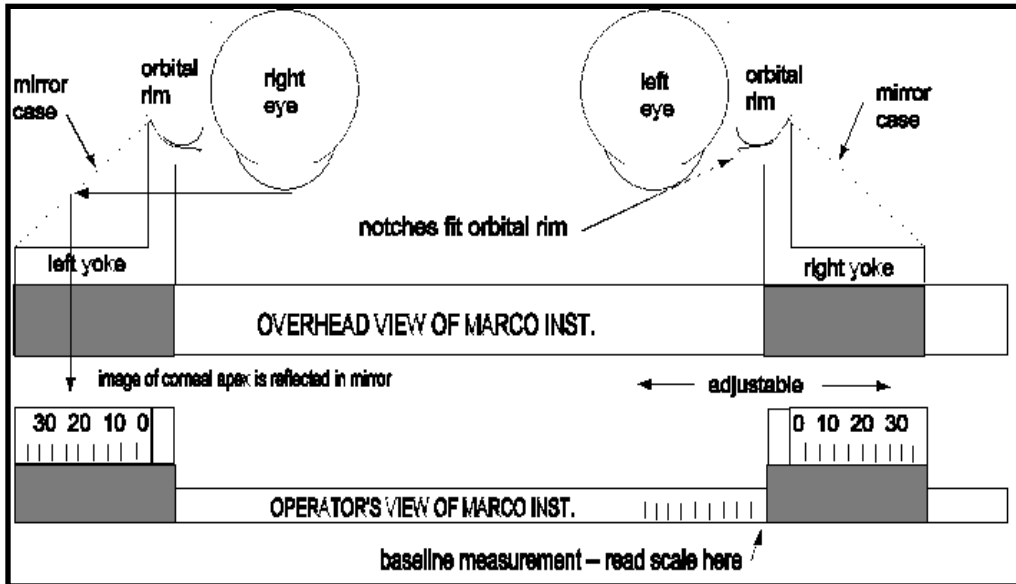 mirror
case
orbital
rim
right
eye
left
eye
orbital
rim
mirror
case
notches fit orbital rim
left yoke
right yoke
OVERHEAD VIEW OF MARCO INST.
image of corneal apex is reflected in mirror
adjustable
30 20 10 0
0 10 20 30
OPERATOR'S VIEW OF MARCO INST.
baseline measurement – read scale here